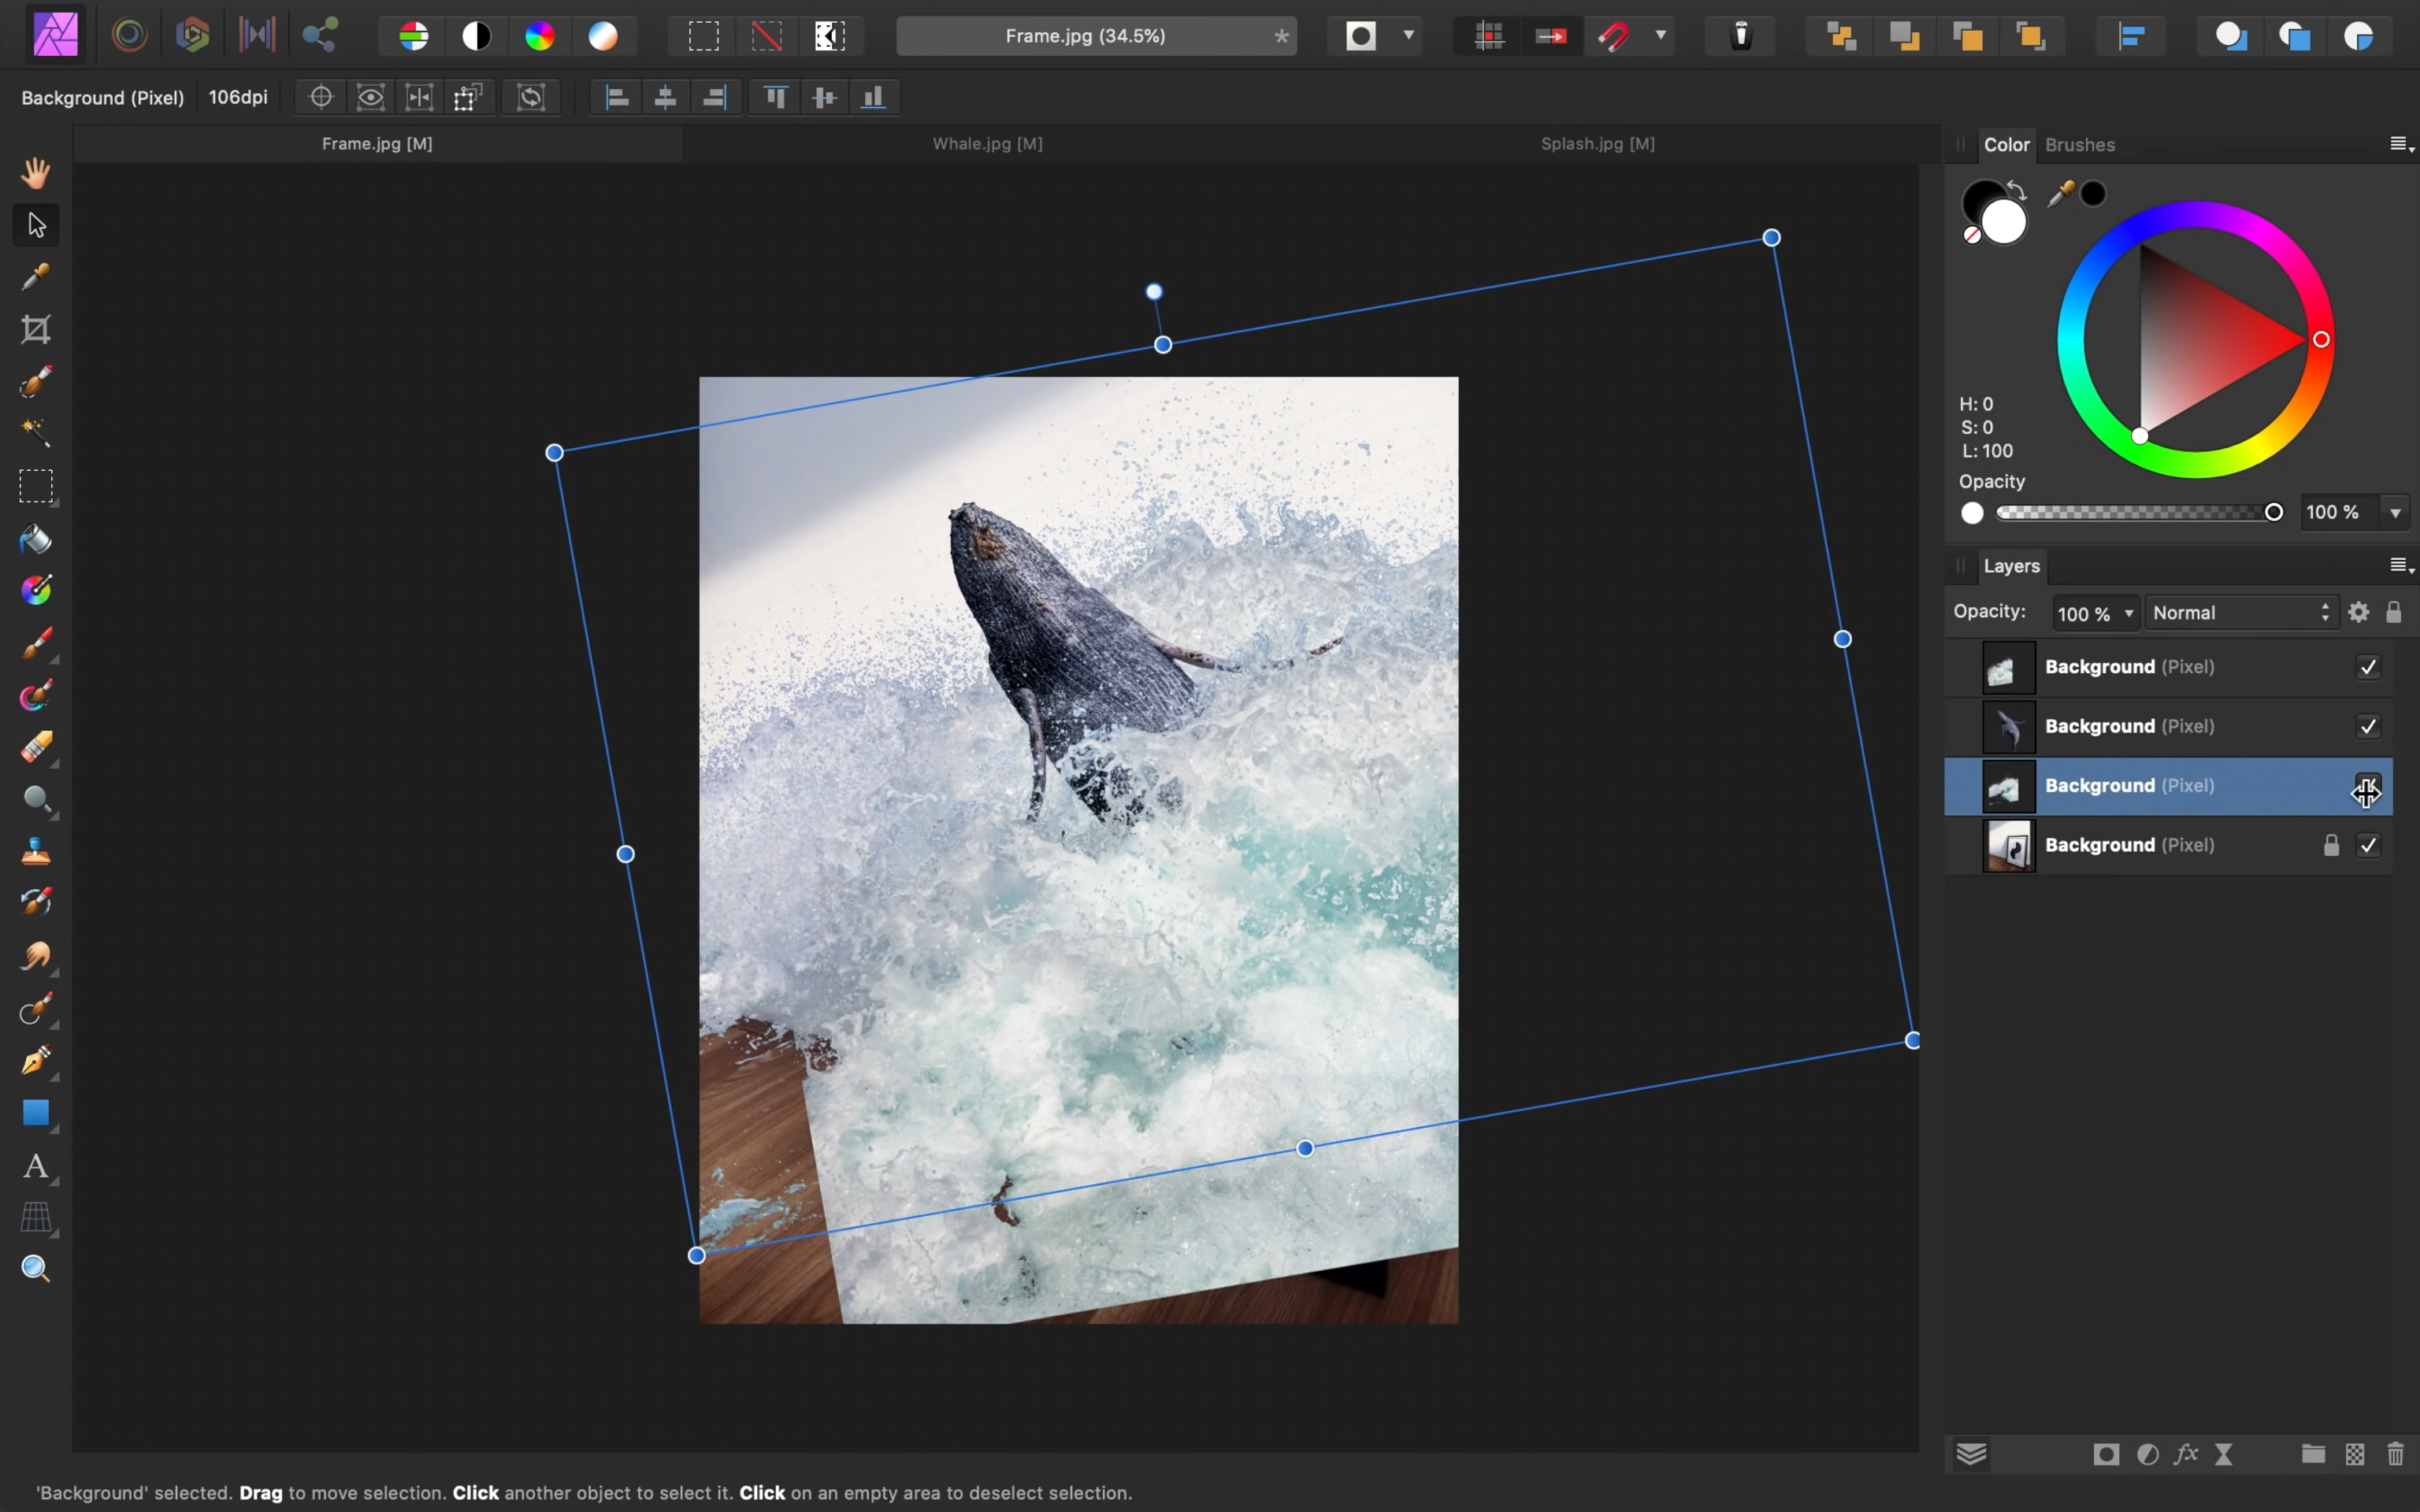 Frame.jpg (34.5%)
*
Background (Pixel)
106dpi
Frame.jpg [M]
Whale.jpg [M]
Splash.jpg [M]
Color
Brushes
H: 0
S: 0
L: 100
Opacity
100 %
Layers
Opacity:
100 %
Normal
Background (Pixel)
Background (Pixel)
Background (Pixel)
Background (Pixel)
A
fx
'Background' selected. Drag to move selection. Click another object to select it. Click on an empty area to deselect selection.